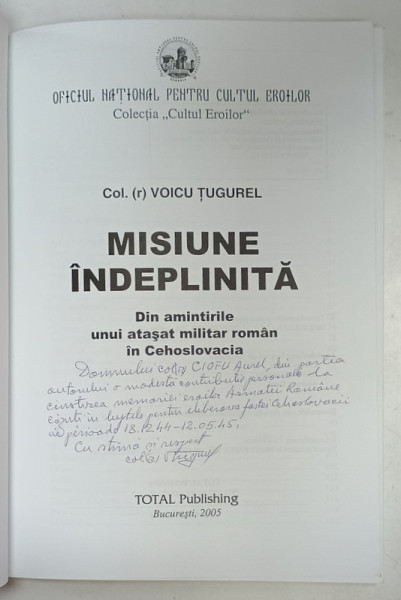 OFICIUL NAȚIONAL PENTRU CULTUL EROILOR
Colecția „Cultul Eroilor“
Col. (r) VOICU ȚUGUREL
MISIUNE
ÎNDEPLINITĂ
Din amintirile
unui atașat militar român
în Cehoslovacia
Domnului col(r) CIOFU Aurel, din partea
autorului o modestă contribuție personală la
cinstirea memoriei eroilor Armatei Române
căzuți în luptele pentru eliberarea fostei Cehoslovacii
în perioada 18.12.44-12.05.45.
Cu stimă și respect
col(r)
TOTAL Publishing
București, 2005